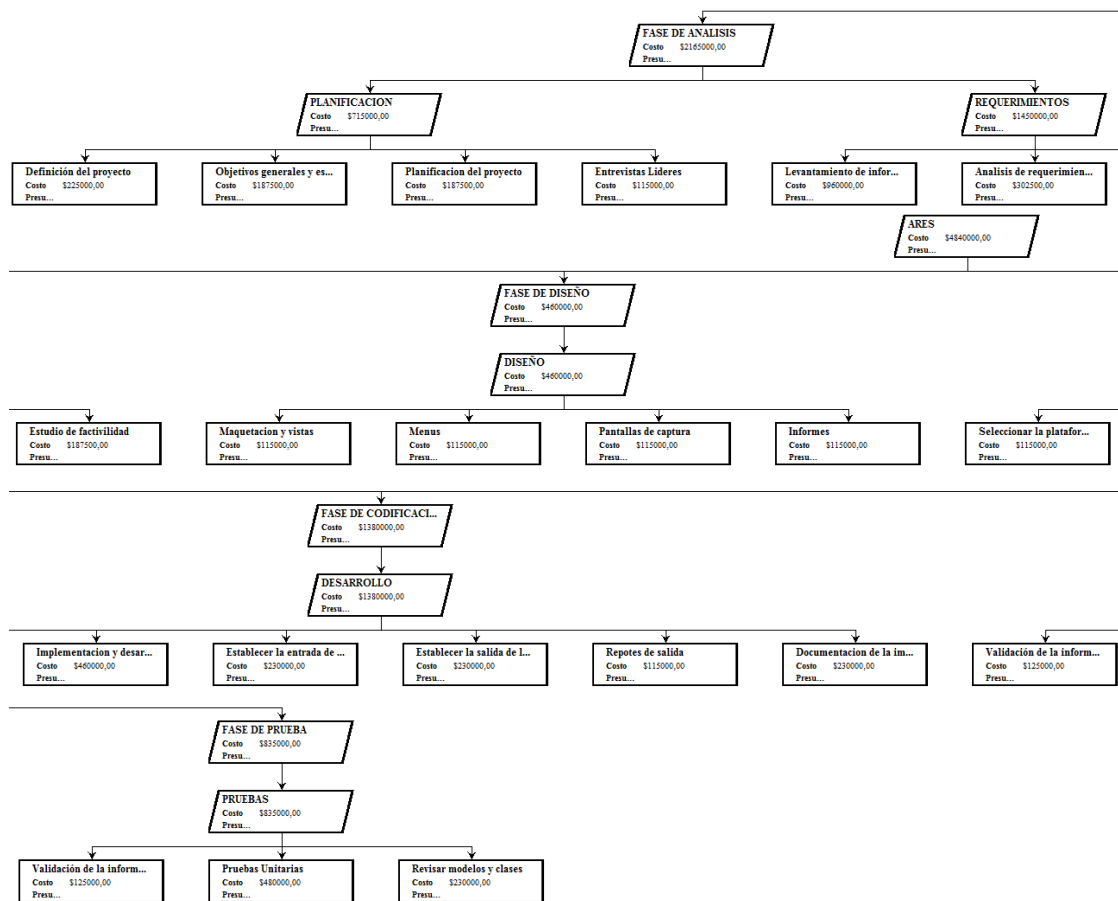 FASE DE ANALISIS
Costo $2165000,00
Presu...
PLANIFICACION
Costo $715000,00
Presu...
REQUERIMIENTOS
Costo $1450000,00
Presu...
Definición del proyecto
Costo $225000,00
Presu...
Objetivos generales y es...
Costo $187500,00
Presu...
Planificacion del proyecto
Costo $187500,00
Presu...
Entrevistas Lideres
Costo $115000,00
Presu...
Levantamiento de infor...
Costo $960000,00
Presu...
Analisis de requerimien...
Costo $302500,00
Presu...
ARES
Costo $4840000,00
Presu...
FASE DE DISEÑO
Costo $460000,00
Presu...
DISEÑO
Costo $460000,00
Presu...
Estudio de factivilidad
Costo $187500,00
Presu...
Maquetacion y vistas
Costo $115000,00
Presu...
Menus
Costo $115000,00
Presu...
Pantallas de captura
Costo $115000,00
Presu...
Informes
Costo $115000,00
Presu...
Seleccionar la platafor...
Costo $115000,00
Presu...
FASE DE CODIFICACI...
Costo $1380000,00
Presu...
DESARROLLO
Costo $1380000,00
Presu...
Implementacion y desar...
Costo $460000,00
Presu...
Establecer la entrada de ...
Costo $230000,00
Presu...
Establecer la salida de l...
Costo $230000,00
Presu...
Repotes de salida
Costo $115000,00
Presu...
Documentacion de la im...
Costo $230000,00
Presu...
Validación de la inform...
Costo $125000,00
Presu...
FASE DE PRUEBA
Costo $835000,00
Presu...
PRUEBAS
Costo $835000,00
Presu...
Validación de la inform...
Costo $125000,00
Presu...
Pruebas Unitarias
Costo $480000,00
Presu...
Revisar modelos y clases
Costo $230000,00
Presu...